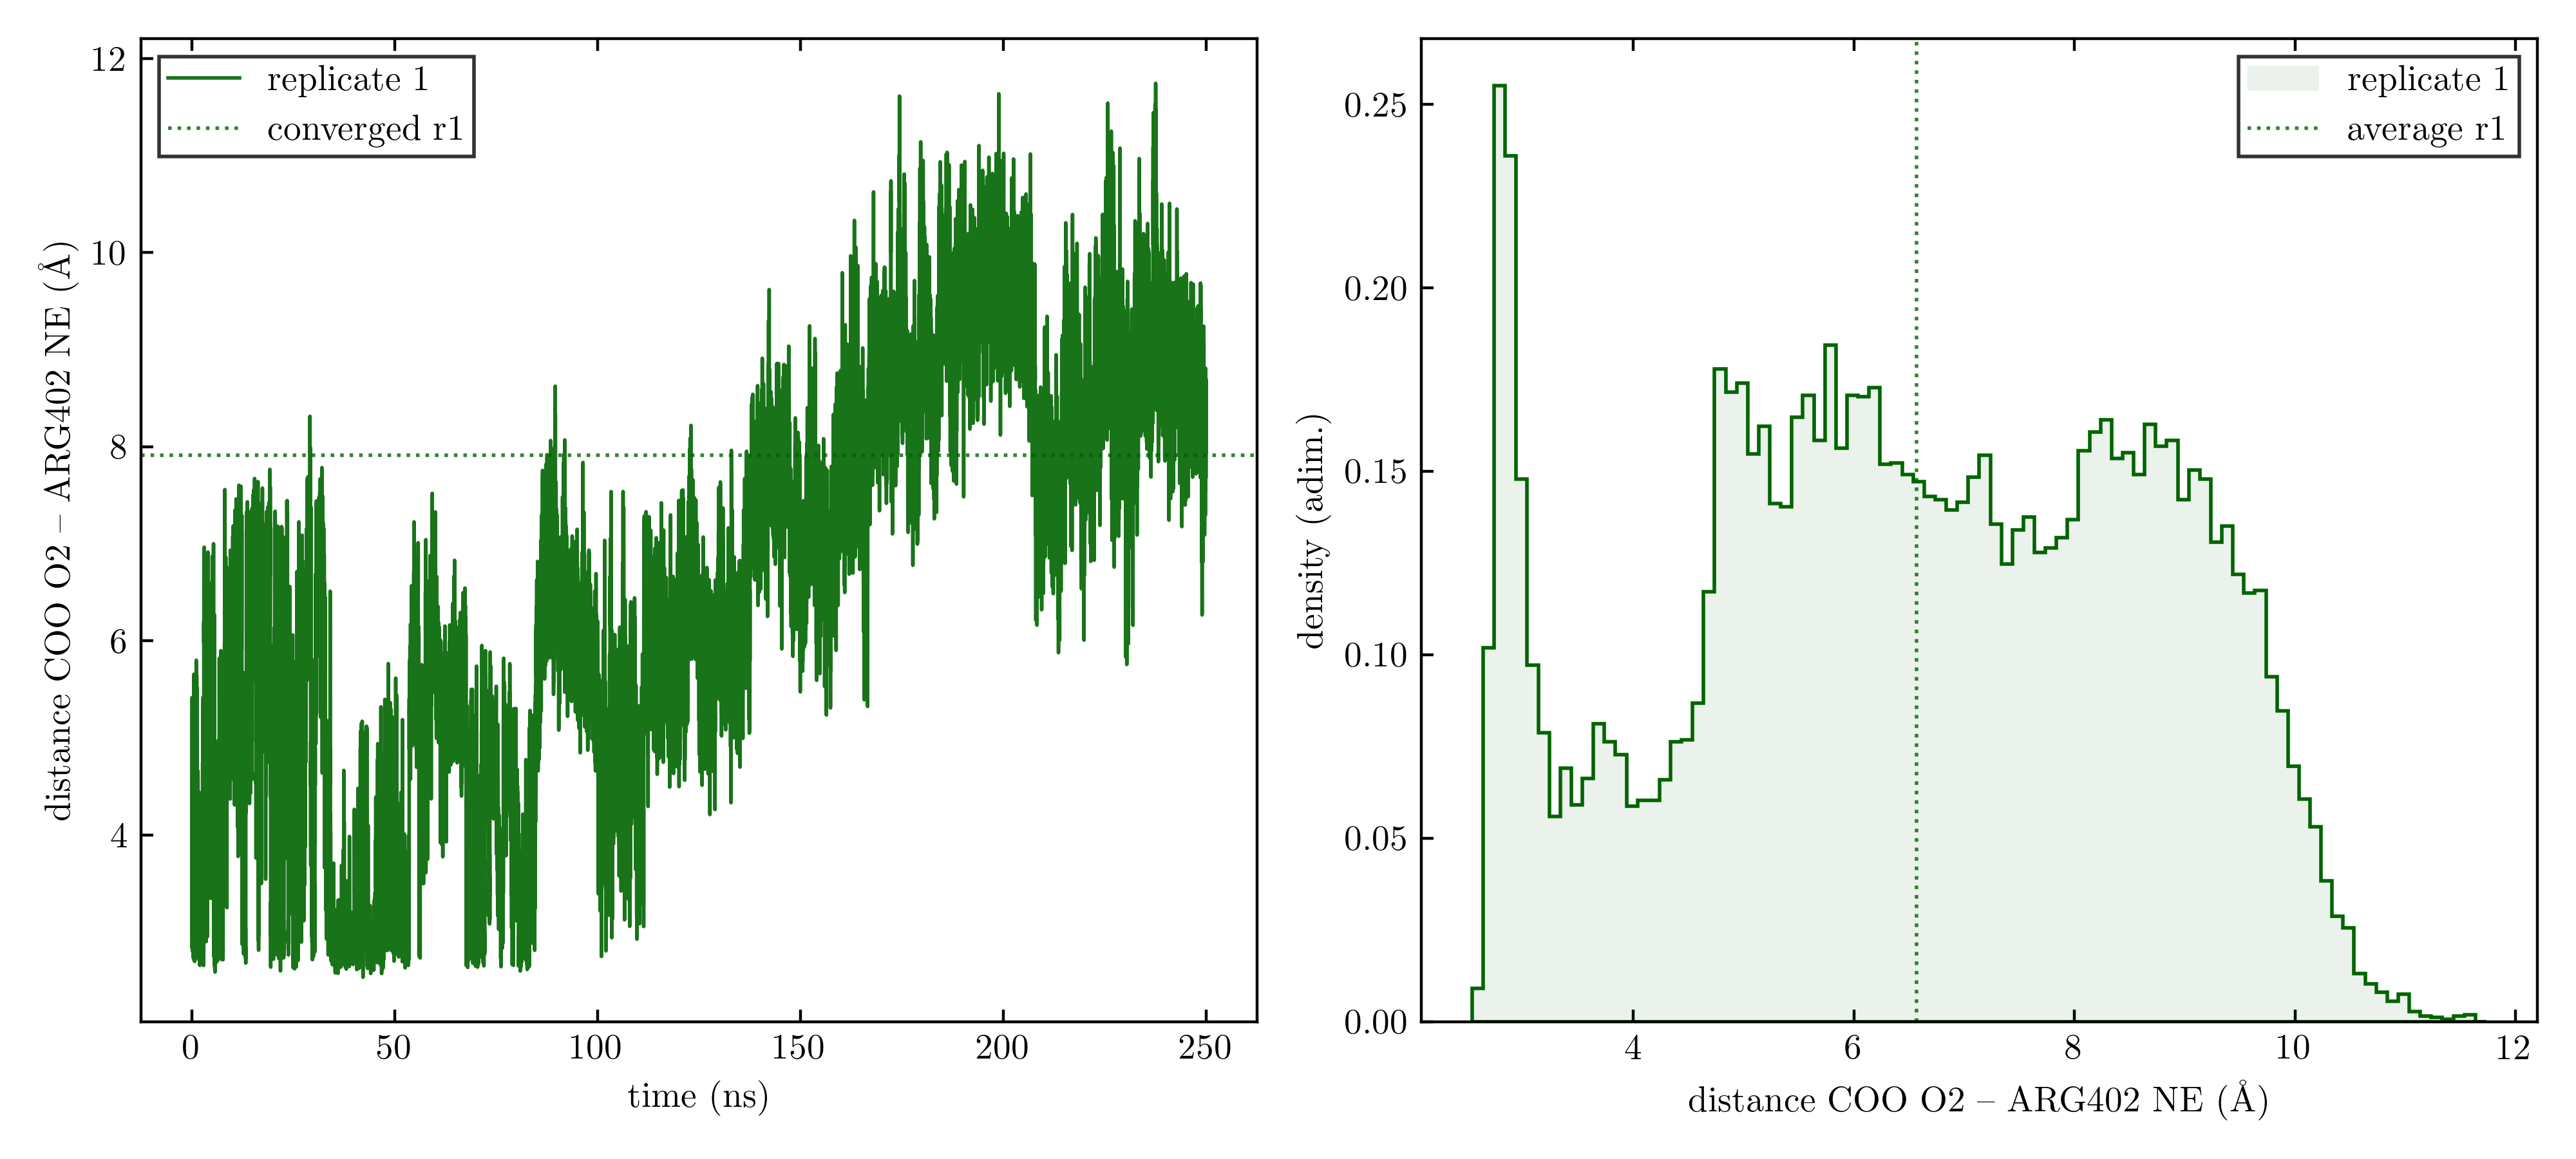 12
10
8
6
4
distance COO O2 – ARG402 NE (Å)
replicate 1
converged r1
0 50 100 150 200 250
time (ns)
0.25
0.20
0.15
0.10
0.05
0.00
density (adim.)
replicate 1
average r1
4 6 8 10 12
distance COO O2 – ARG402 NE (Å)